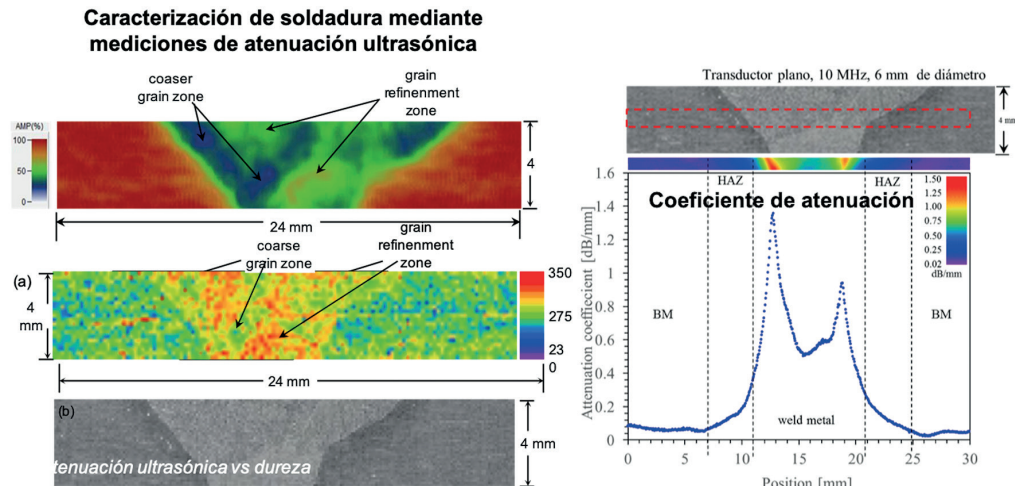 Caracterización de soldadura mediante
mediciones de atenuación ultrasónica
coaser
grain zone
grain
refinnment
zone
AMP(%)
100
50
0
4
24 mm
coarse
grain zone
grain
refinnment
zone
(a)
4
mm
350
275
23
0
24 mm
(b)
4 mm
tenuación ultrasónica vs dureza
Transductor plano, 10 MHz, 6 mm de diámetro
4 mm
Coeficiente de atenuación
HAZ
HAZ
1.50
1.25
1.00
0.75
0.50
0.25
0.02
dB/mm
1.6
1.4
1.2
1
0.8
0.6
0.4
0.2
0
Attenuation coeffecient [dB/mm]
BM
BM
weld metal
0
5
10
15
20
25
30
Position [mm]